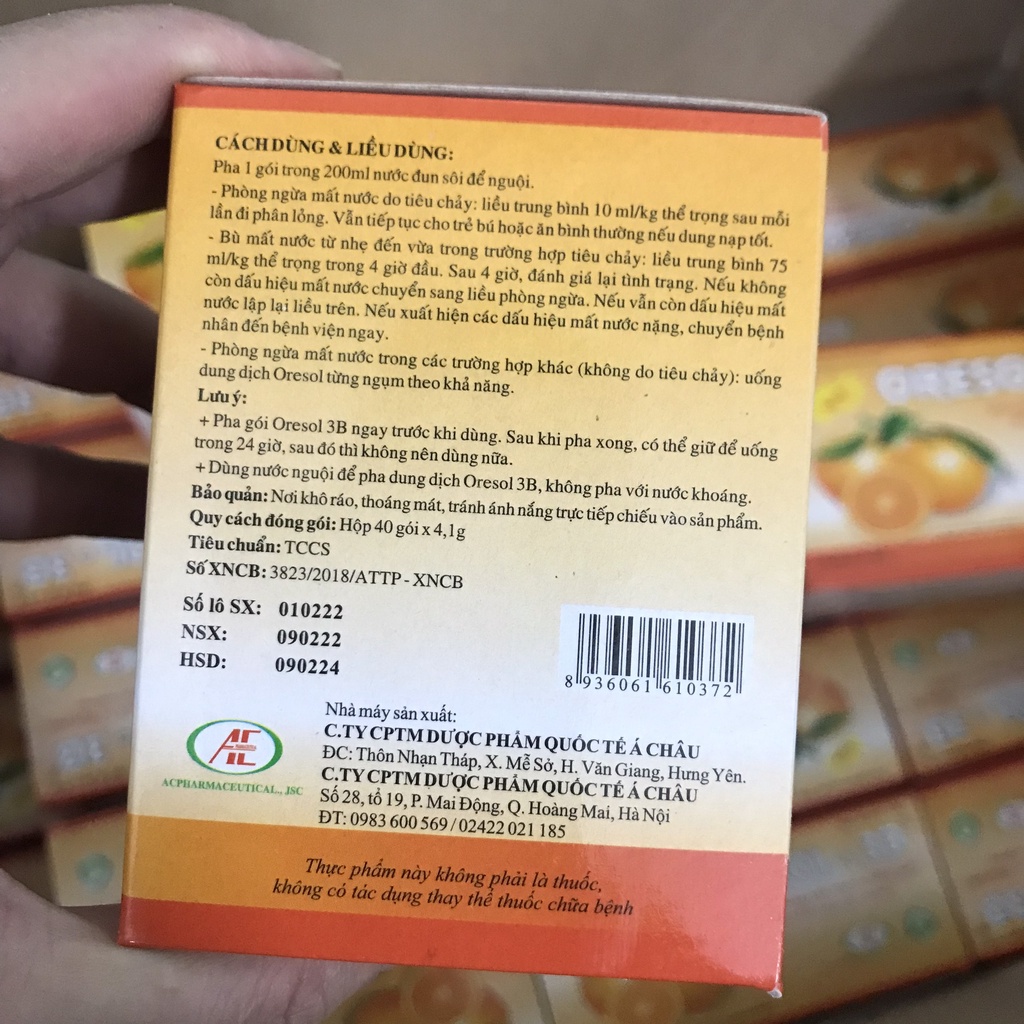 CÁCH DÙNG & LIỀU DÙNG:
Pha 1 gói trong 200ml nước đun sôi để nguội.
- Phòng ngừa mất nước do tiêu chảy: liều trung bình 10 ml/kg thể trọng sau mỗi
lần đi phân lỏng. Vẫn tiếp tục cho trẻ bú hoặc ăn bình thường nếu dung nạp tốt.
- Bù mất nước từ nhẹ đến vừa trong trường hợp tiêu chảy: liều trung bình 75
ml/kg thể trọng trong 4 giờ đầu. Sau 4 giờ, đánh giá lại tình trạng. Nếu không
còn dấu hiệu mất nước chuyển sang liều phòng ngừa. Nếu vẫn còn dấu hiệu mất
nước lặp lại liều trên. Nếu xuất hiện các dấu hiệu mất nước nặng, chuyển bệnh
nhân đến bệnh viện ngay.
- Phòng ngừa mất nước trong các trường hợp khác (không do tiêu chảy): uống
dung dịch Oresol từng ngụm theo khả năng.
Lưu ý:
+ Pha gói Oresol 3B ngay trước khi dùng. Sau khi pha xong, có thể giữ để uống
trong 24 giờ, sau đó thì không nên dùng nữa.
+ Dùng nước nguội để pha dung dịch Oresol 3B, không pha với nước khoáng.
Bảo quản: Nơi khô ráo, thoáng mát, tránh ánh nắng trực tiếp chiếu vào sản phẩm.
Quy cách đóng gói: Hộp 40 gói x 4,1g
Tiêu chuẩn: TCCS
Số XNCB: 3823/2018/ATTP - XNCB
Số lô SX: 010222
NSX: 090222
HSD: 090224
8 936061 610372
Nhà máy sản xuất:
C.TY CPTM DƯỢC PHẨM QUỐC TẾ Á CHÂU
ĐC: Thôn Nhạn Tháp, X. Mễ Sở, H. Văn Giang, Hưng Yên.
C.TY CPTM DƯỢC PHẨM QUỐC TẾ Á CHÂU
Số 28, tổ 19, P. Mai Động, Q. Hoàng Mai, Hà Nội
ĐT: 0983 600 569 / 02422 021 185
ACPHARMACEUTICAL., JSC
Thực phẩm này không phải là thuốc,
không có tác dụng thay thế thuốc chữa bệnh
ORESO